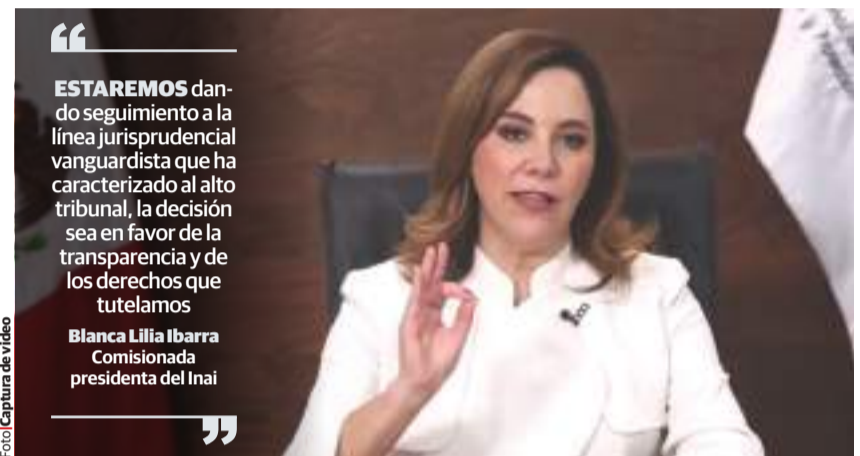 “
ESTAREMOS dan-
do seguimiento a la
línea jurisprudencial
vanguardista que ha
caracterizado al alto
tribunal, la decisión
sea en favor de la
transparencia y de
los derechos que
tutelamos
Blanca Lilia Ibarra
Comisionada
presidenta del Inai
”
Foto|Captura de video